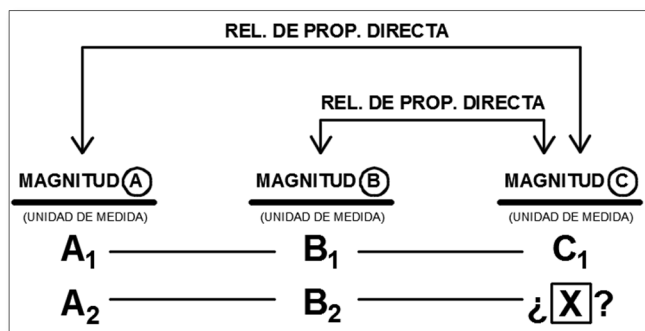 REL. DE PROP. DIRECTA
REL. DE PROP. DIRECTA
MAGNITUD A MAGNITUD B MAGNITUD C
(UNIDAD DE MEDIDA) (UNIDAD DE MEDIDA) (UNIDAD DE MEDIDA)
A₁ B₁ C₁
A₂ B₂ ¿X?